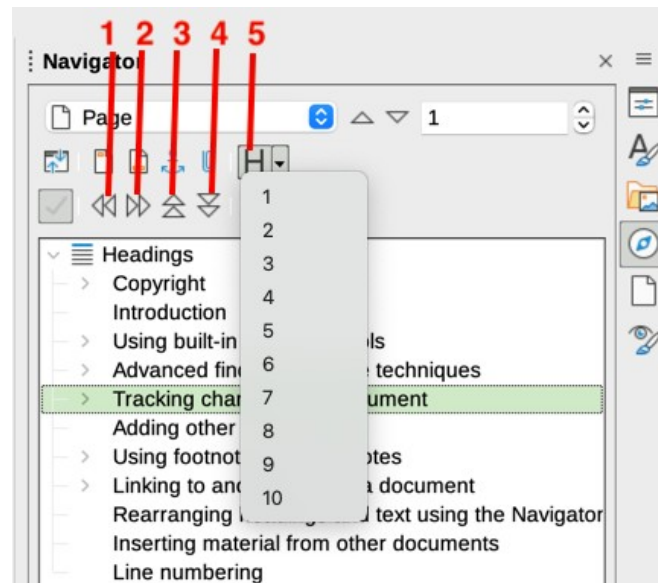 1 2 3 4 5
Navigator
Page 1
H
1
2
3
4
5
6
7
8
9
10
Headings
Copyright
Introduction
Using built-in ls
Advanced fin techniques
Tracking cha ument
Adding other
Using footnot otes
Linking to an a document
Rearranging text using the Navigator
Inserting material from other documents
Line numbering